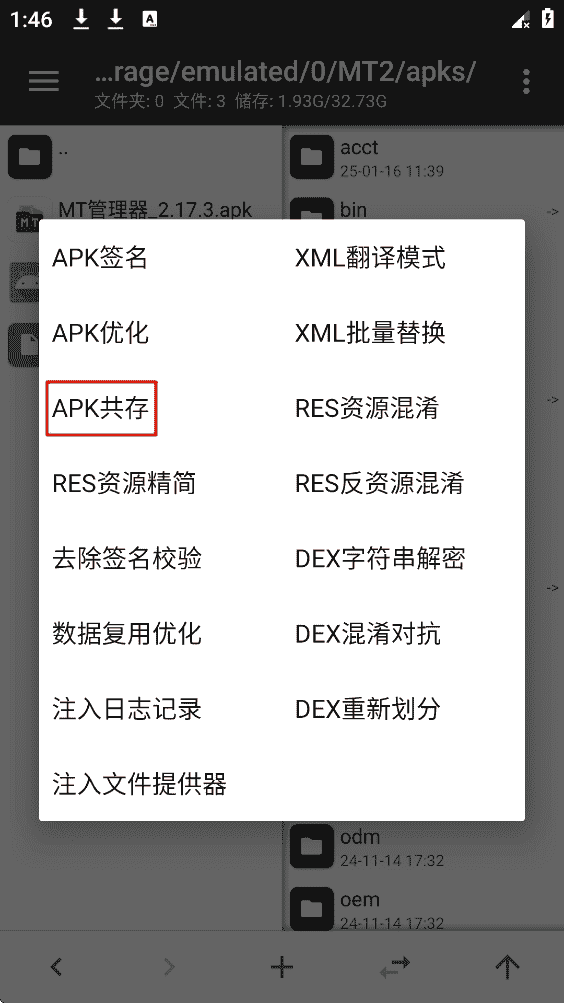 1:46
A
...rage/emulated/0/MT2/apks/
文件夹: 0 文件: 3 储存: 1.93G/32.73G
..
acct
25-01-16 11:39
MT管理器_2.17.3.apk
bin
->
MT
APK签名
XML翻译模式
APK优化
XML批量替换
->
APK共存
RES资源混淆
RES资源精简
RES反资源混淆
去除签名校验
DEX字符串解密
->
数据复用优化
DEX混淆对抗
注入日志记录
DEX重新划分
注入文件提供器
odm
24-11-14 17:32
oem
24-11-14 17:32